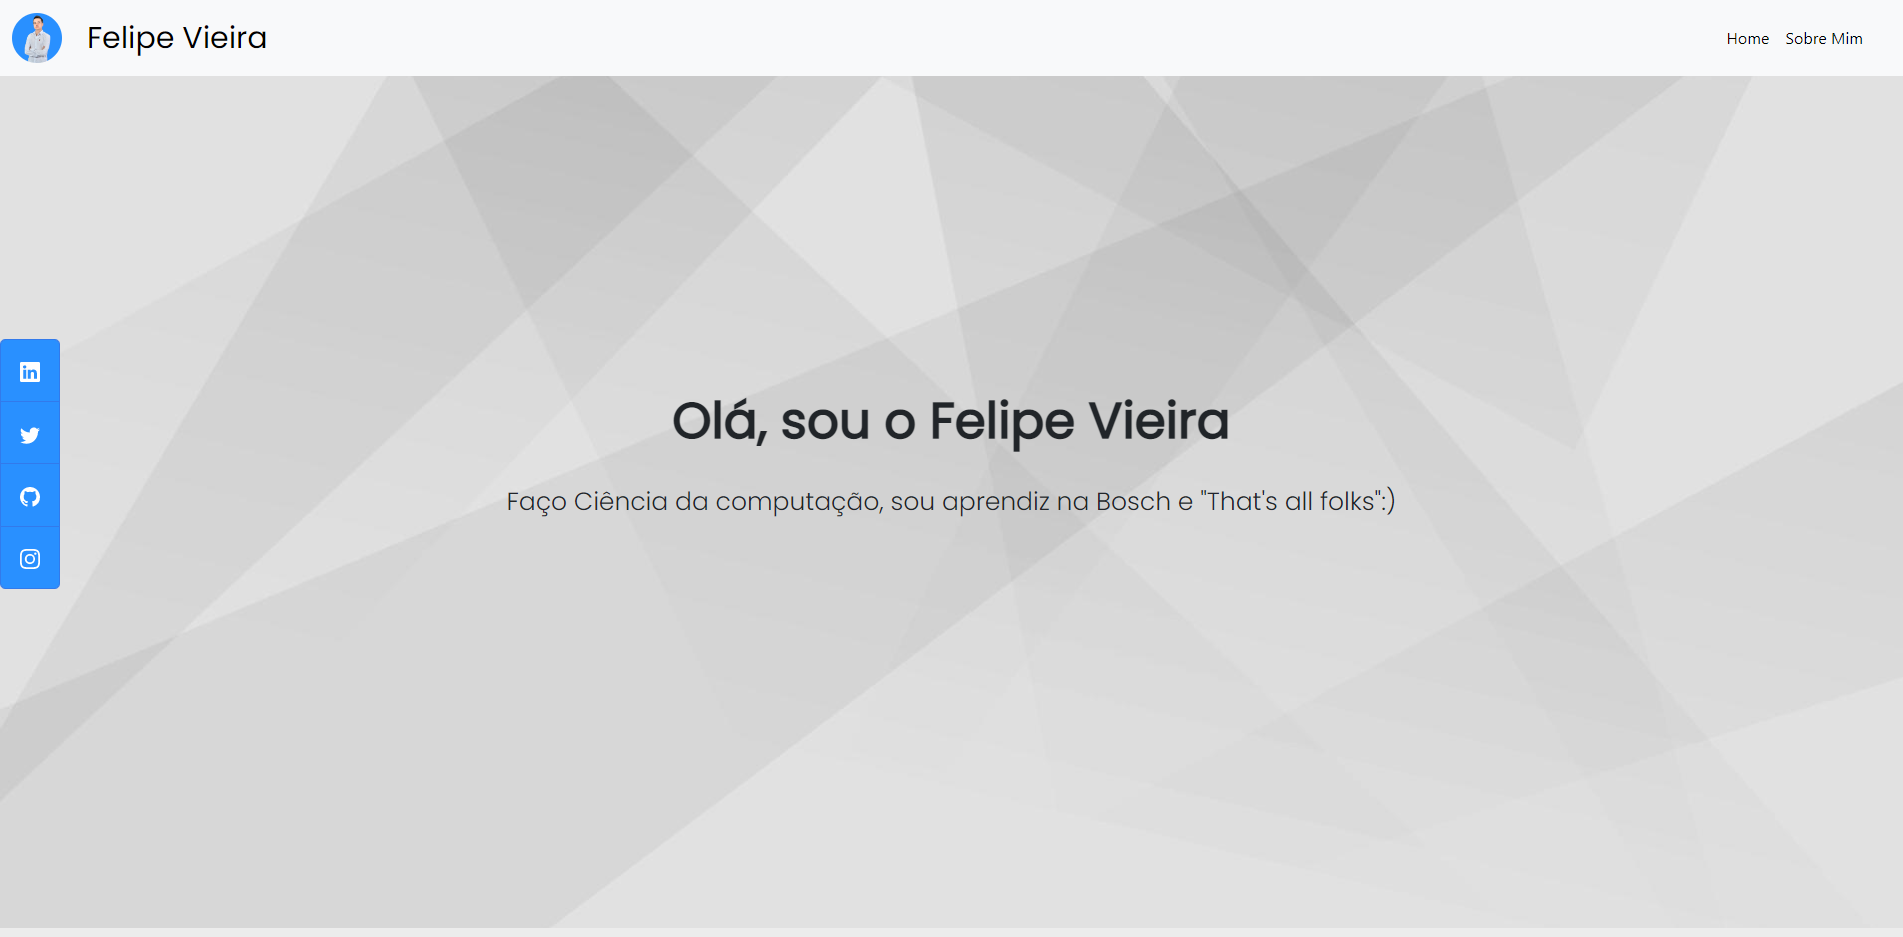 Felipe Vieira
Home
Sobre Mim
Olá, sou o Felipe Vieira
Faço Ciência da computação, sou aprendiz na Bosch e "That's all folks":)